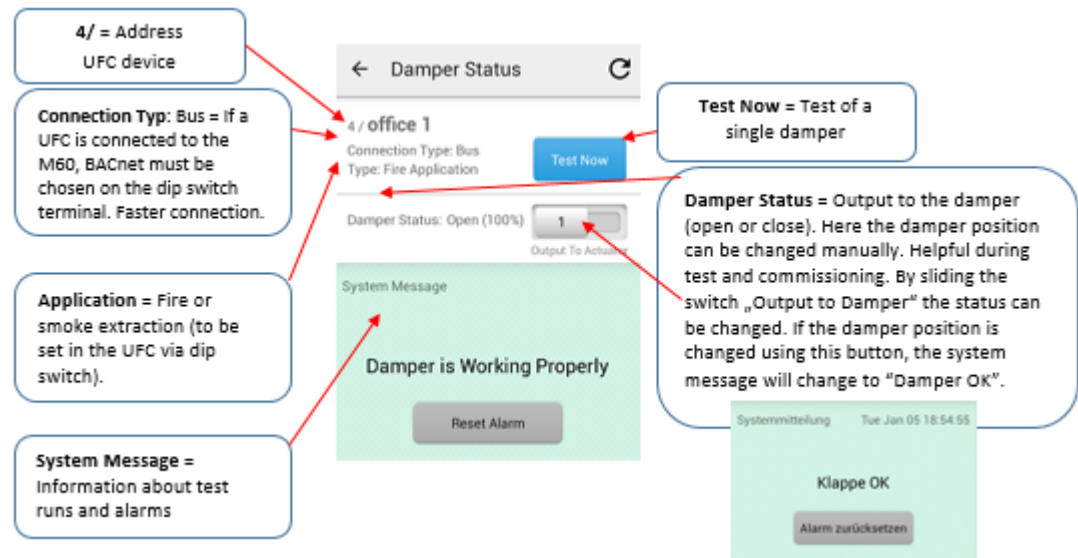 4/ = Address
UFC device
Connection Typ: Bus = If a
UFC is connected to the
M60, BACnet must be
chosen on the dip switch
terminal. Faster connection.
Application = Fire or
smoke extraction (to be
set in the UFC via dip
switch).
System Message =
Information about test
runs and alarms
Damper Status
4 / office 1
Connection Type: Bus
Type: Fire Application
Test Now
Damper Status: Open (100%)
1
Output To Actuator
System Message
Damper is Working Properly
Reset Alarm
Test Now = Test of a
single damper
Damper Status = Output to the damper
(open or close). Here the damper position
can be changed manually. Helpful during
test and commissioning. By sliding the
switch „Output to Damper" the status can
be changed. If the damper position is
changed using this button, the system
message will change to “Damper OK”.
Systemmitteilung Tue Jan 05 18:54:55
Klappe OK
Alarm zurücksetzen